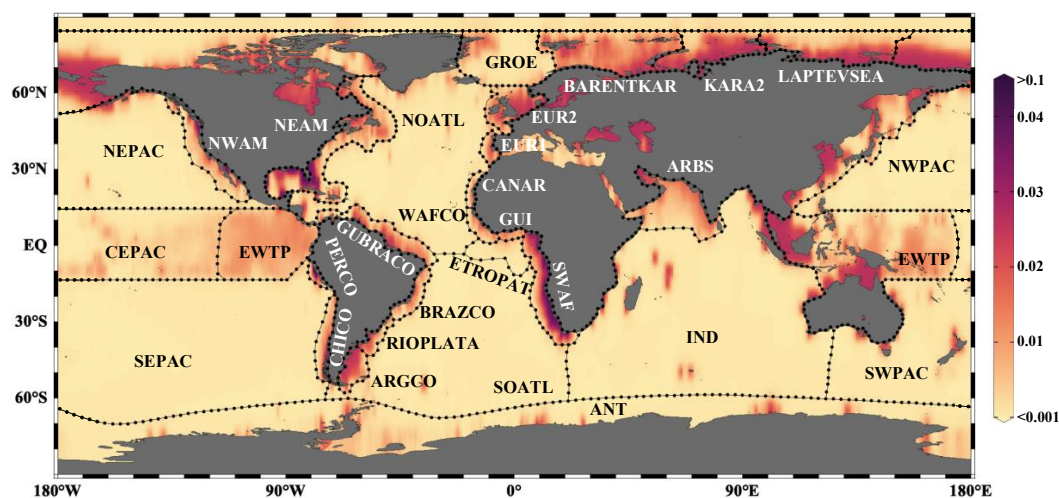 >0.1
0.04
0.03
0.02
0.01
<0.001
60°N
30°N
EQ
30°S
60°S
180°W
90°W
0°
90°E
180°E
GROE
BARENTKAR
KARA2
LAPTEVSEA
NOATL
NEAM
NWAM
NEPAC
EUR2
EUR1
ARBS
NWPAC
CANAR
GUI
WAFCO
GUBRACO
CEPAC
EWTP
PERCO
ETROPAT
SWAF
EWTP
BRAZCO
RIOPLATA
CHICO
SEPAC
ARGCO
SOATL
IND
SWPAC
ANT